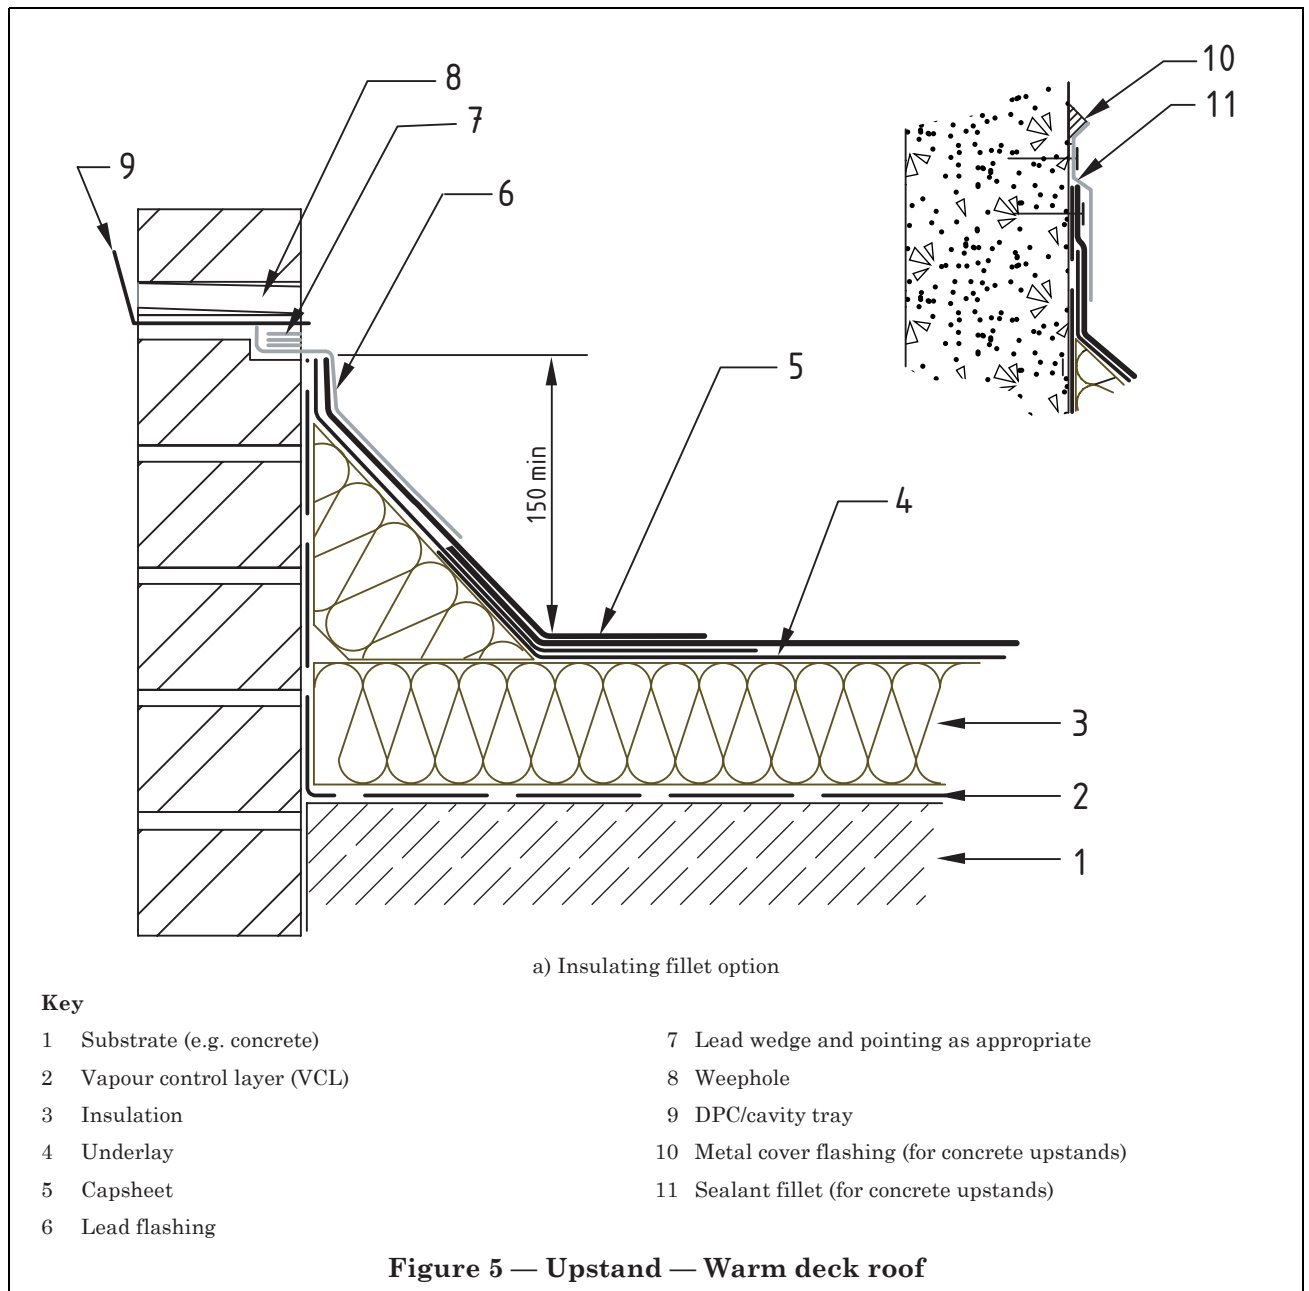 8
7
9
6
10
11
5
150 min
4
3
2
1
a) Insulating fillet option
Key
1 Substrate (e.g. concrete)
2 Vapour control layer (VCL)
3 Insulation
4 Underlay
5 Capsheet
6 Lead flashing
7 Lead wedge and pointing as appropriate
8 Weephole
9 DPC/cavity tray
10 Metal cover flashing (for concrete upstands)
11 Sealant fillet (for concrete upstands)
Figure 5 — Upstand — Warm deck roof